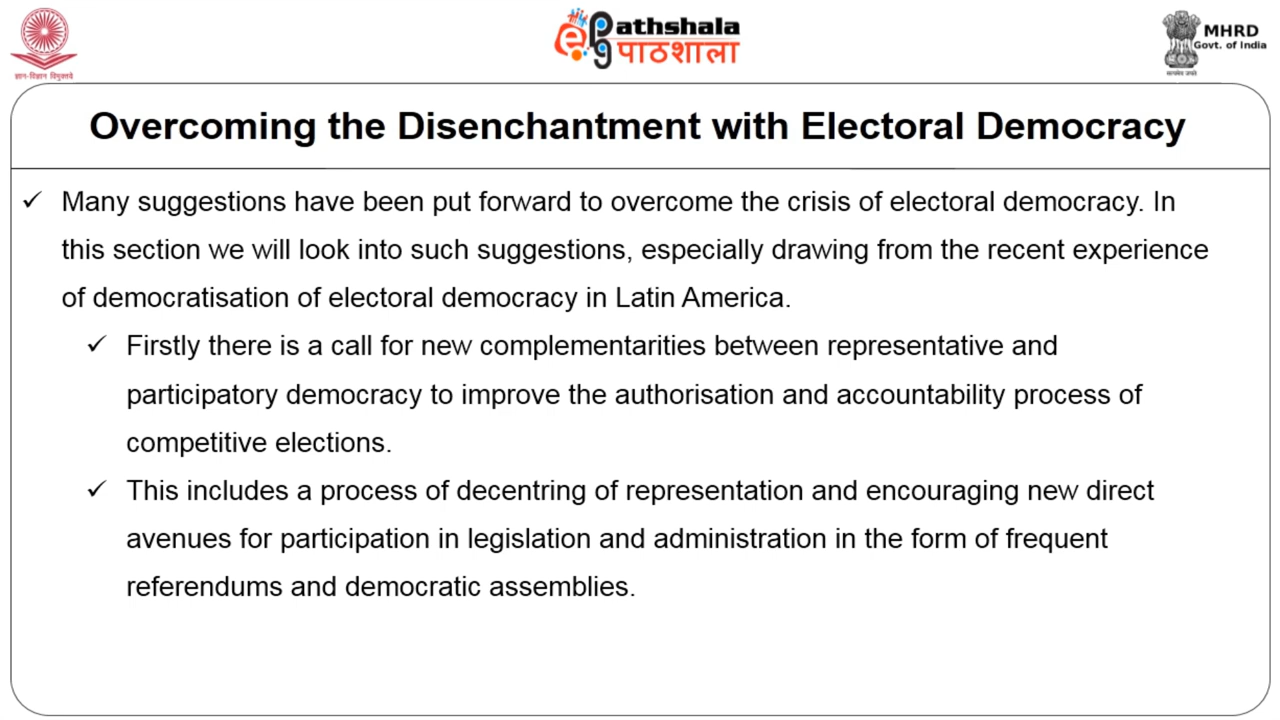 ज्ञान-विज्ञान विमुक्तये
ePathshala
पाठशाला
MHRD
Govt. of India
सत्यमेव जयते
Overcoming the Disenchantment with Electoral Democracy
✓ Many suggestions have been put forward to overcome the crisis of electoral democracy. In
this section we will look into such suggestions, especially drawing from the recent experience
of democratisation of electoral democracy in Latin America.
✓ Firstly there is a call for new complementarities between representative and
participatory democracy to improve the authorisation and accountability process of
competitive elections.
✓ This includes a process of decentring of representation and encouraging new direct
avenues for participation in legislation and administration in the form of frequent
referendums and democratic assemblies.